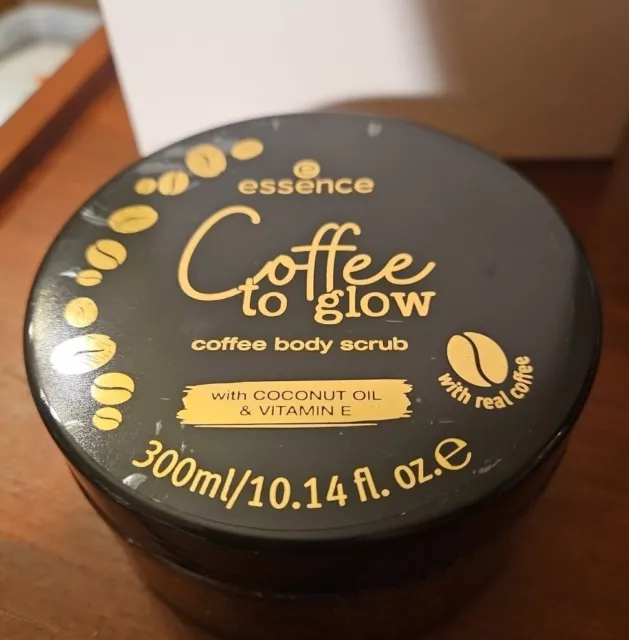 essence
Coffee
to glow
coffee body scrub
with COCONUT OIL
& VITAMIN E
with real coffee
300ml/10.14 fl. oz.℮